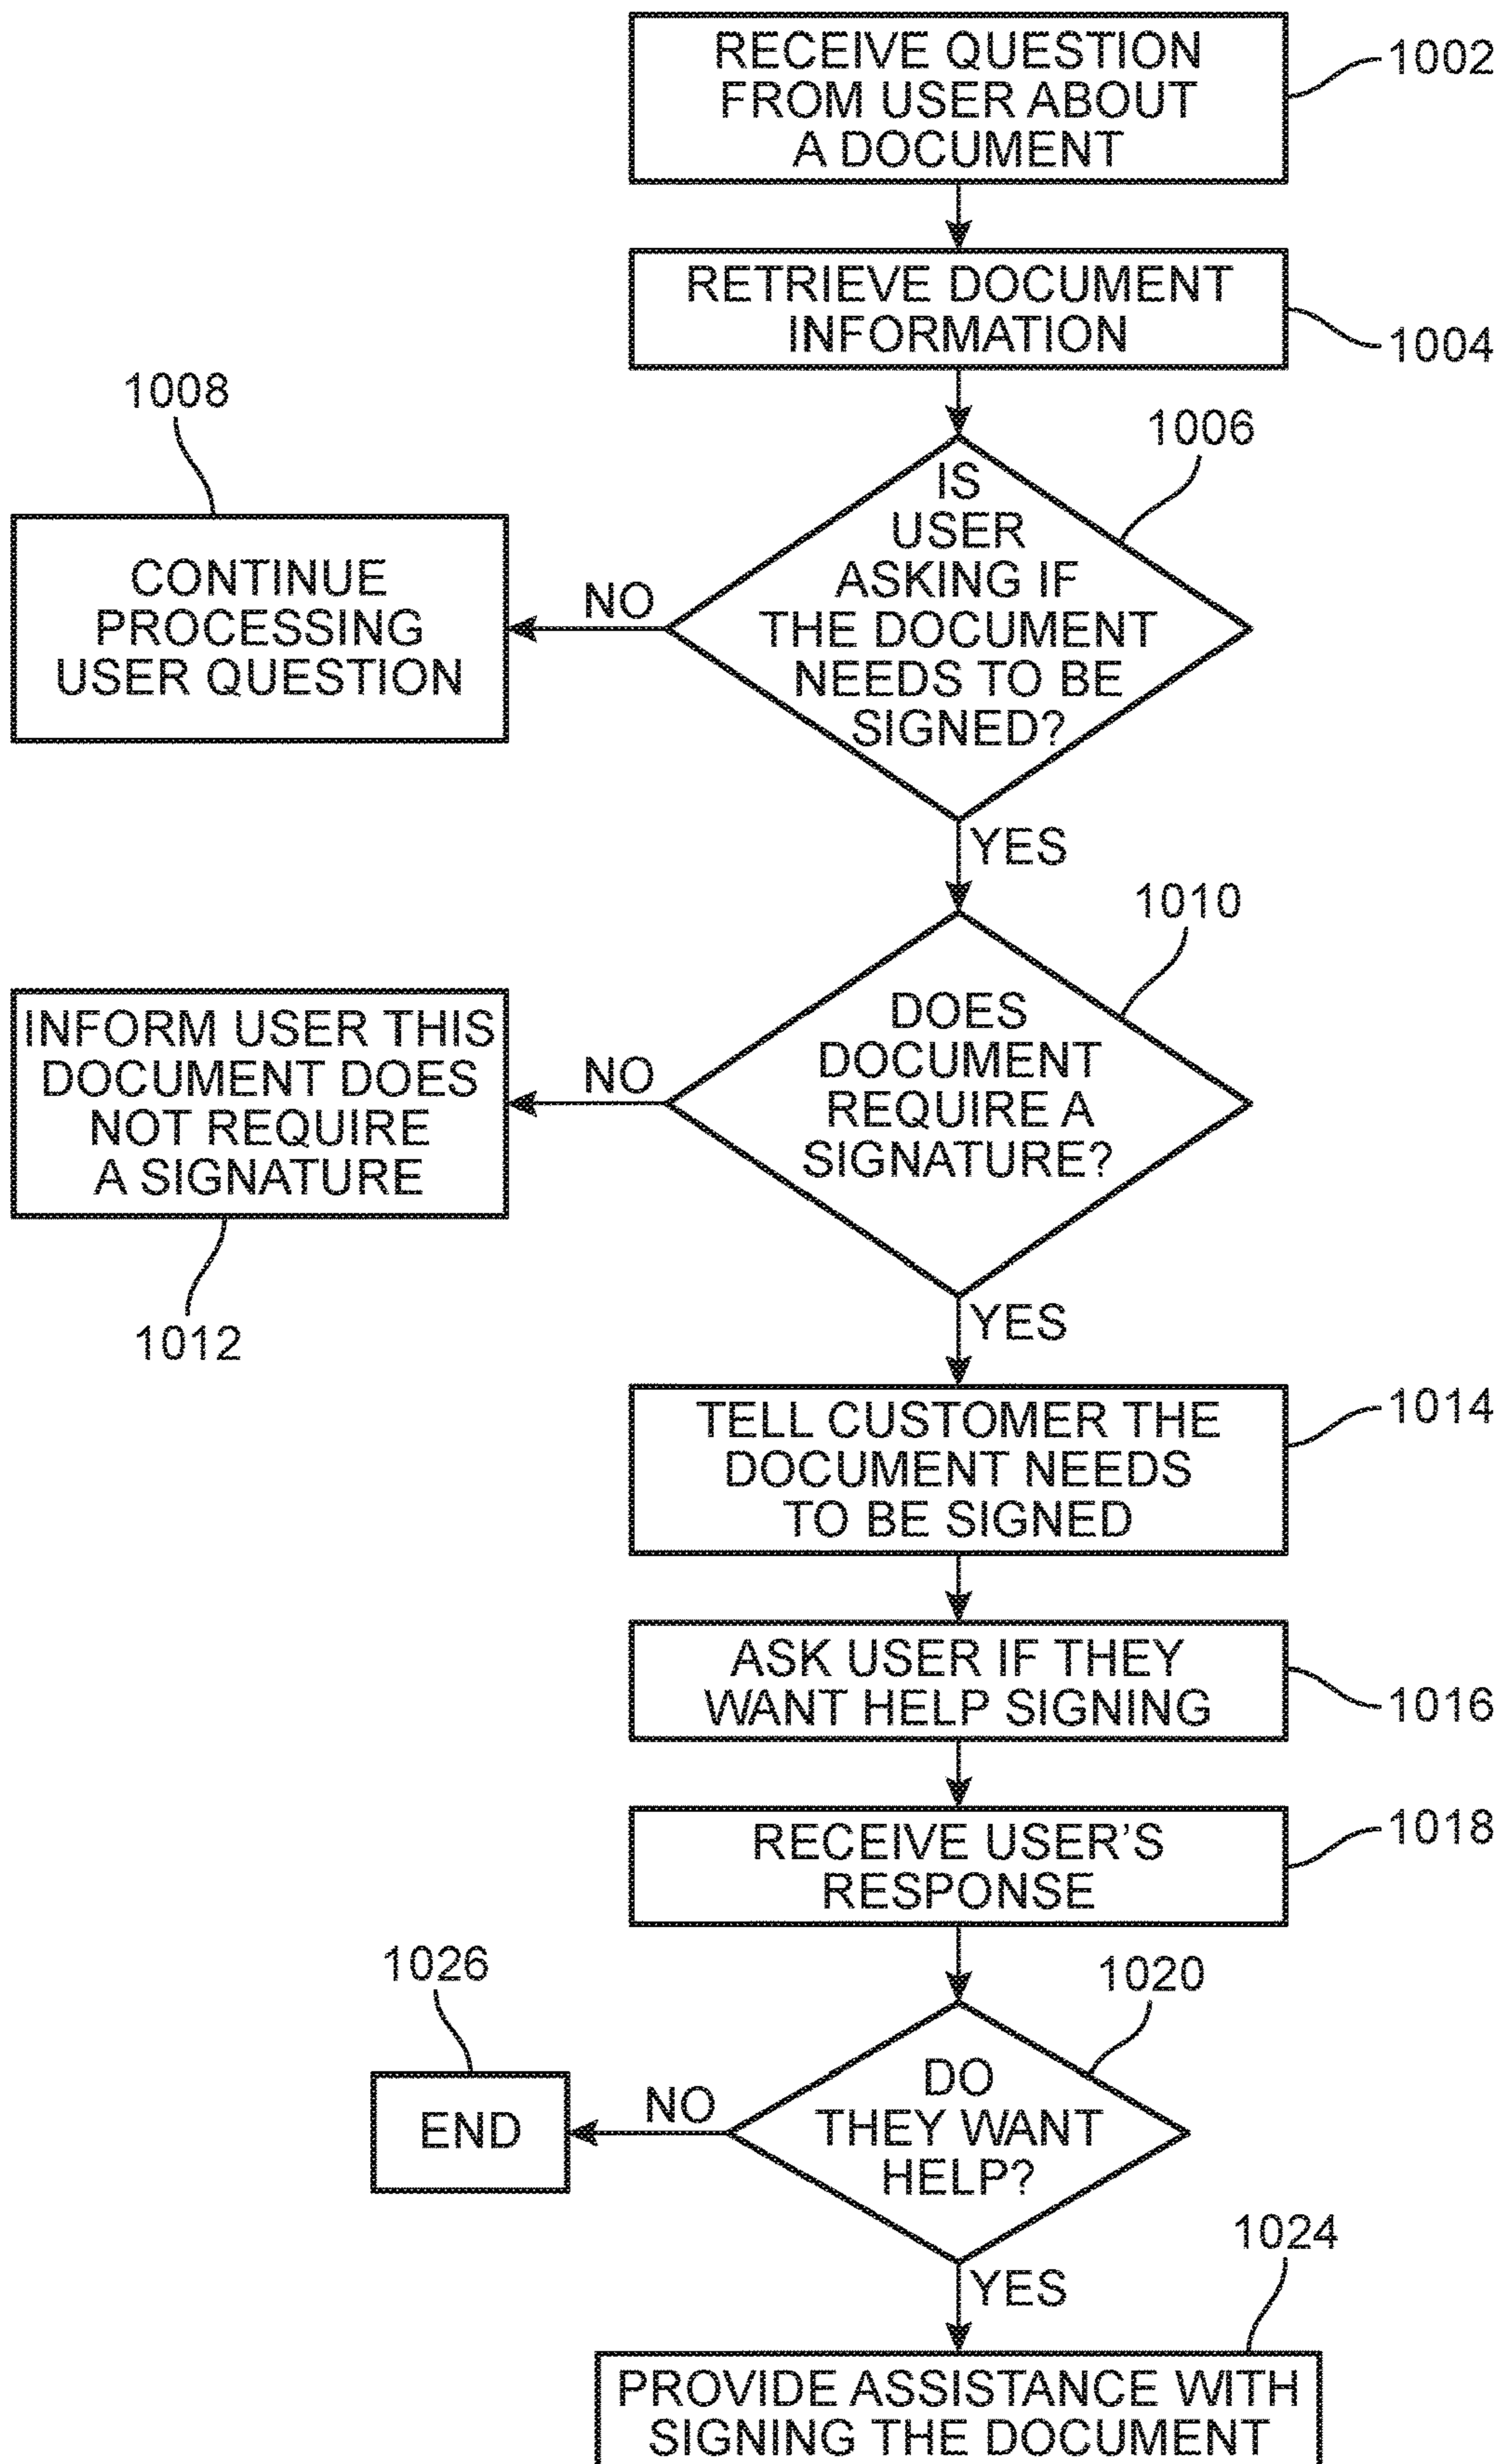 RECEIVE QUESTION
FROM USER ABOUT
A DOCUMENT
1002
RETRIEVE DOCUMENT
INFORMATION
1004
1006
IS
USER
ASKING IF
THE DOCUMENT
NEEDS TO BE
SIGNED?
NO
1008
CONTINUE
PROCESSING
USER QUESTION
YES
1010
DOES
DOCUMENT
REQUIRE A
SIGNATURE?
NO
INFORM USER THIS
DOCUMENT DOES
NOT REQUIRE
A SIGNATURE
1012
YES
TELL CUSTOMER THE
DOCUMENT NEEDS
TO BE SIGNED
1014
ASK USER IF THEY
WANT HELP SIGNING
1016
RECEIVE USER'S
RESPONSE
1018
1020
DO
THEY WANT
HELP?
NO
1026
END
YES
1024
PROVIDE ASSISTANCE WITH
SIGNING THE DOCUMENT